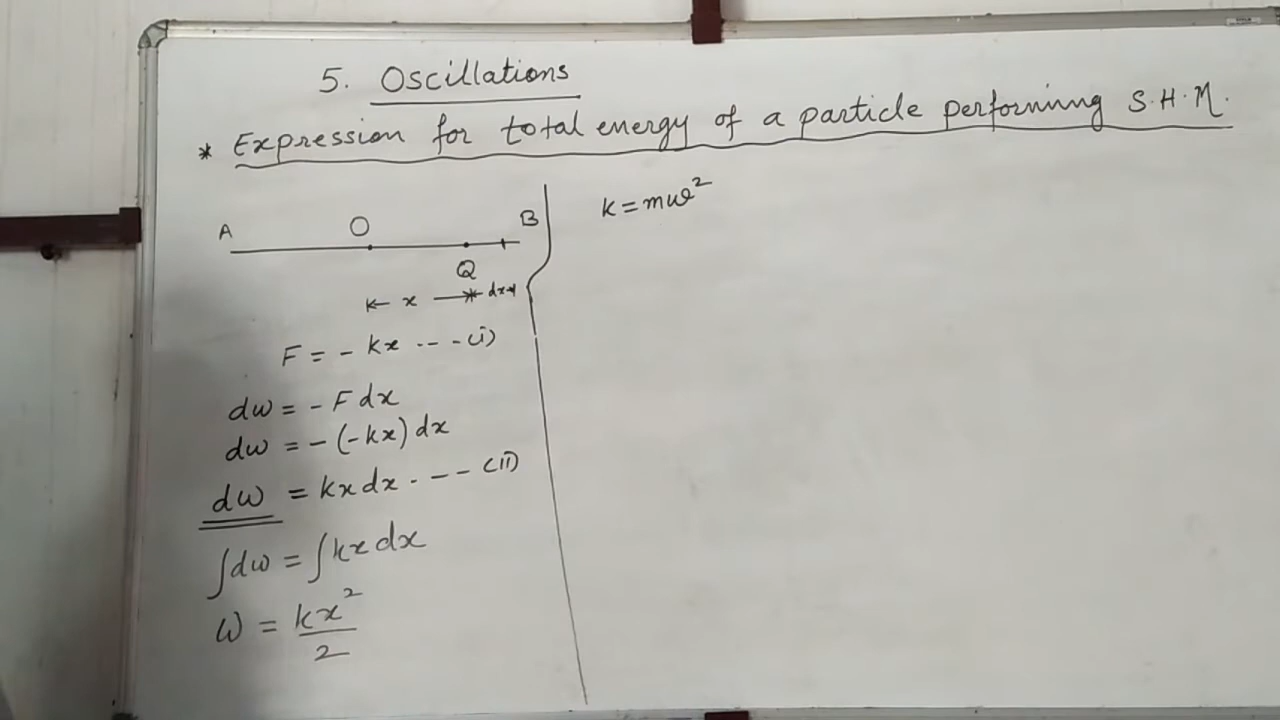 5. Oscillations
* Expression for total energy of a particle performing S.H.M.
A O B
Q
x dx
F = - kx --- (i)
dw = - F dx
dw = - (-kx) dx
dw = kx dx --- (ii)
∫dw = ∫kx dx
W = kx²/2
k = mω²